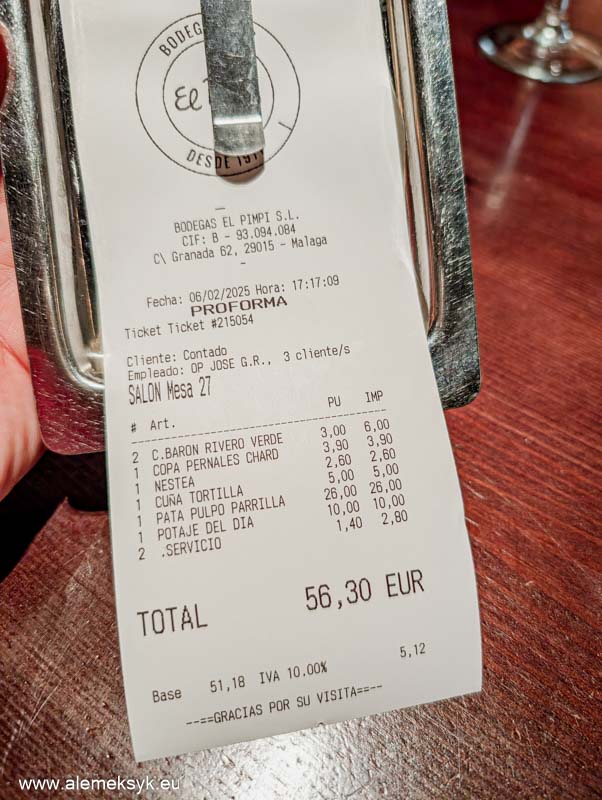 BODEGAS
El
DESDE 1971
BODEGAS EL PIMPI S.L.
CIF: B - 93.094.084
C\ Granada 62, 29015 - Malaga
Fecha: 06/02/2025 Hora: 17:17:09
PROFORMA
Ticket Ticket #215054
Cliente: Contado
Empleado: OP JOSE G.R., 3 cliente/s
SALON Mesa 27
# Art. PU IMP
2 C.BARON RIVERO VERDE 3,00 6,00
1 COPA PERNALES CHARD 3,90 3,90
1 NESTEA 2,60 2,60
1 CUÑA TORTILLA 5,00 5,00
1 PATA PULPO PARRILLA 26,00 26,00
1 POTAJE DEL DIA 10,00 10,00
2 .SERVICIO 1,40 2,80
TOTAL 56,30 EUR
Base 51,18 IVA 10.00% 5,12
--==GRACIAS POR SU VISITA==--
www.alemeksyk.eu